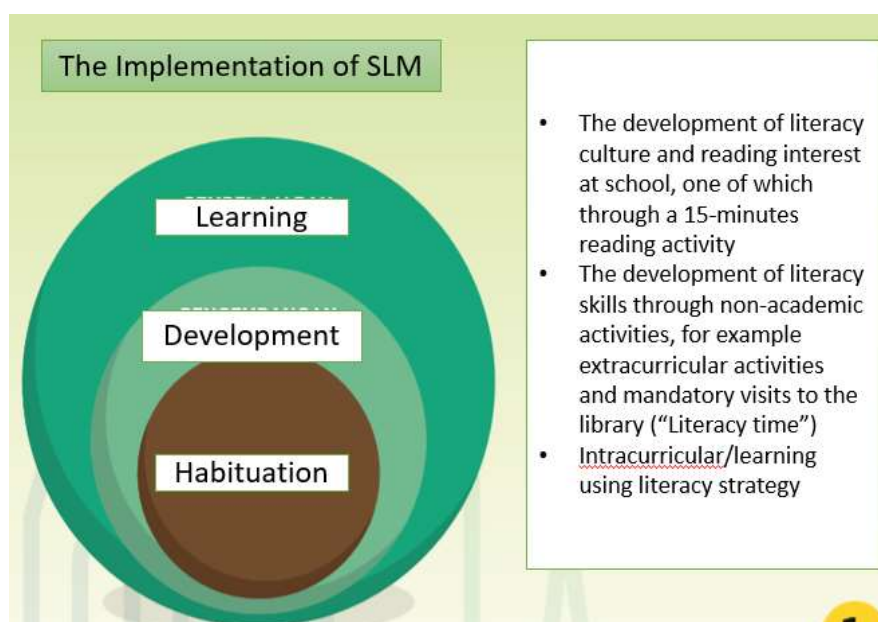 The Implementation of SLM
Learning
Development
Habituation
• The development of literacy
culture and reading interest
at school, one of which
through a 15-minutes
reading activity
• The development of literacy
skills through non-academic
activities, for example
extracurricular activities
and mandatory visits to the
library (“Literacy time”)
• Intracurricular/learning
using literacy strategy